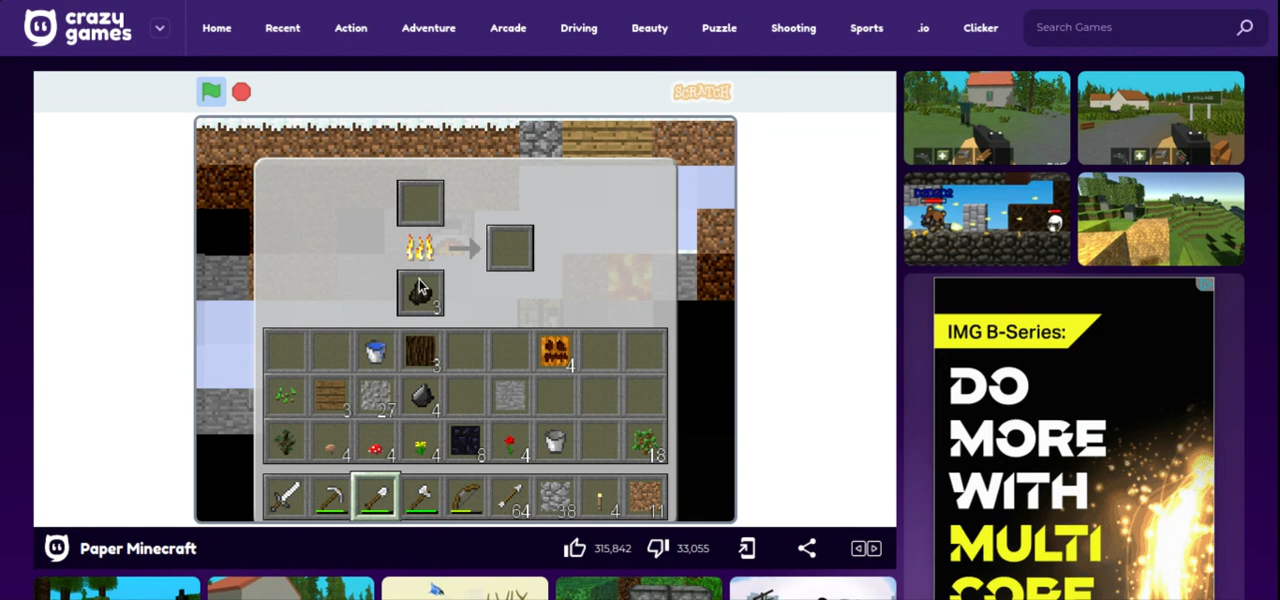 crazy games
Home Recent Action Adventure Arcade Driving Beauty Puzzle Shooting Sports .io Clicker Search Games
SCRATCH
VILLAGE
3
3 4
3 27 4
4 4 4 8 4 18
64 38 4 11
IMG B-Series:
DO
MORE
WITH
MULTI
CORE
Paper Minecraft 315,842 33,055